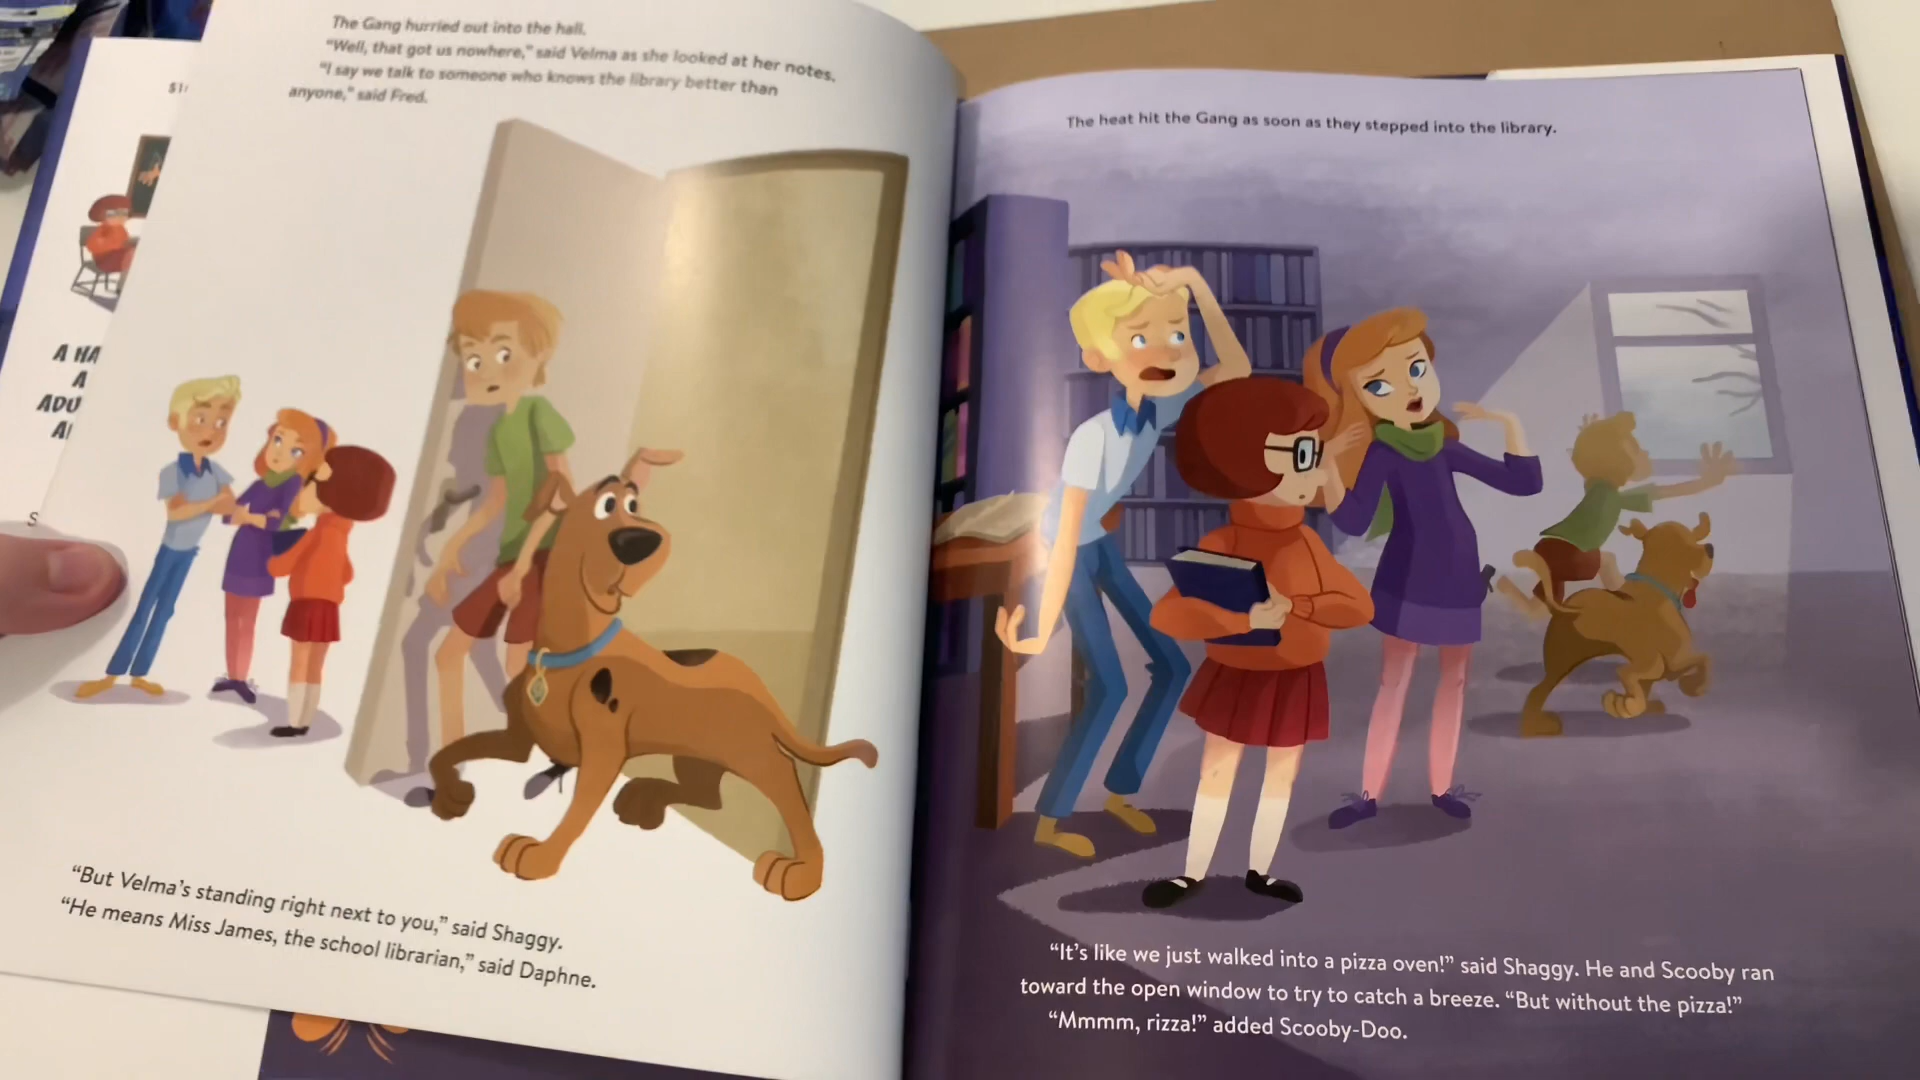 The Gang hurried out into the hall.
“Well, that got us nowhere,” said Velma as she looked at her notes.
“I say we talk to someone who knows the library better than
anyone,” said Fred.
$1
A HA
A
ADU
A
S
“But Velma’s standing right next to you,” said Shaggy.
“He means Miss James, the school librarian,” said Daphne.
The heat hit the Gang as soon as they stepped into the library.
“It’s like we just walked into a pizza oven!” said Shaggy. He and Scooby ran
toward the open window to try to catch a breeze. “But without the pizza!”
“Mmmm, rizza!” added Scooby-Doo.